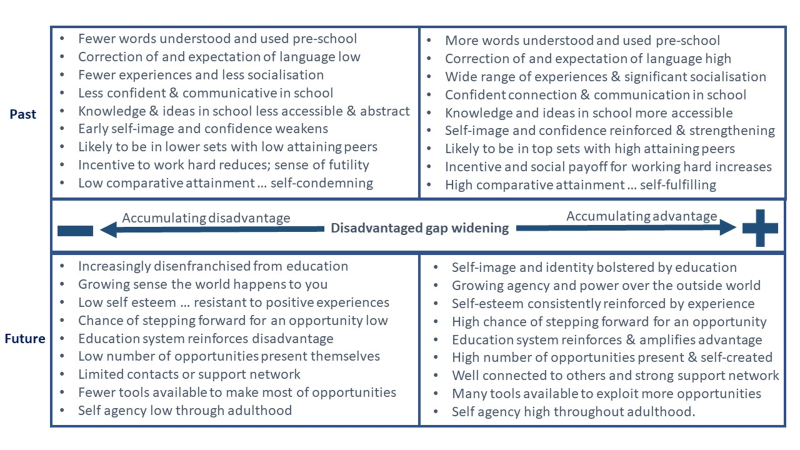 Past
• Fewer words understood and used pre-school
• Correction of and expectation of language low
• Fewer experiences and less socialisation
• Less confident & communicative in school
• Knowledge & ideas in school less accessible & abstract
• Early self-image and confidence weakens
• Likely to be in lower sets with low attaining peers
• Incentive to work hard reduces; sense of futility
• Low comparative attainment … self-condemning
• More words understood and used pre-school
• Correction of and expectation of language high
• Wide range of experiences & significant socialisation
• Confident connection & communication in school
• Knowledge and ideas in school more accessible
• Self-image and confidence reinforced & strengthening
• Likely to be in top sets with high attaining peers
• Incentive and social payoff for working hard increases
• High comparative attainment … self-fulfilling
Accumulating disadvantage
Disadvantaged gap widening
Accumulating advantage
Future
• Increasingly disenfranchised from education
• Growing sense the world happens to you
• Low self esteem … resistant to positive experiences
• Chance of stepping forward for an opportunity low
• Education system reinforces disadvantage
• Low number of opportunities present themselves
• Limited contacts or support network
• Fewer tools available to make most of opportunities
• Self agency low through adulthood
• Self-image and identity bolstered by education
• Growing agency and power over the outside world
• Self-esteem consistently reinforced by experience
• High chance of stepping forward for an opportunity
• Education system reinforces & amplifies advantage
• High number of opportunities present & self-created
• Well connected to others and strong support network
• Many tools available to exploit more opportunities
• Self agency high throughout adulthood.